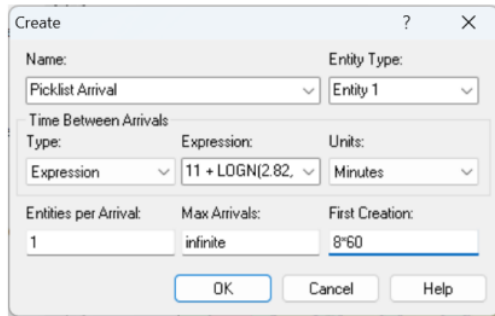 Create ?
Name: Entity Type:
Picklist Arrival Entity 1
Time Between Arrivals
Type: Expression: Units:
Expression 11 + LOGN(2.82, Minutes
Entities per Arrival: Max Arrivals: First Creation:
1 infinite 8*60
OK Cancel Help